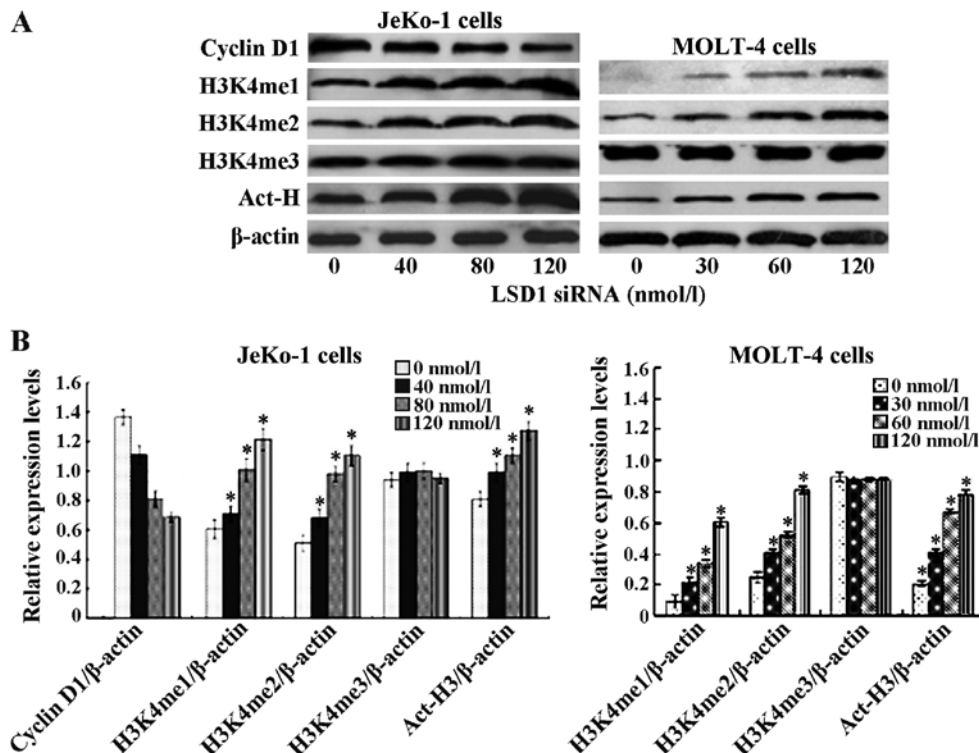 A
JeKo-1 cells
MOLT-4 cells
Cyclin D1
H3K4me1
H3K4me2
H3K4me3
Act-H
β-actin
0 40 80 120
0 30 60 120
LSD1 siRNA (nmol/l)
B
JeKo-1 cells
Relative expression levels
1.6
1.4
1.2
1.0
0.8
0.6
0.4
0.2
0
0 nmol/l
40 nmol/l
80 nmol/l
120 nmol/l
* * * * * * * * *
Cyclin D1/β-actin
H3K4me1/β-actin
H3K4me2/β-actin
H3K4me3/β-actin
Act-H3/β-actin
MOLT-4 cells
Relative expression levels
1.6
1.4
1.2
1.0
0.8
0.6
0.4
0.2
0
0 nmol/l
30 nmol/l
60 nmol/l
120 nmol/l
* * * * * * * * * *
H3K4me1/β-actin
H3K4me2/β-actin
H3K4me3/β-actin
Act-H3/β-actin